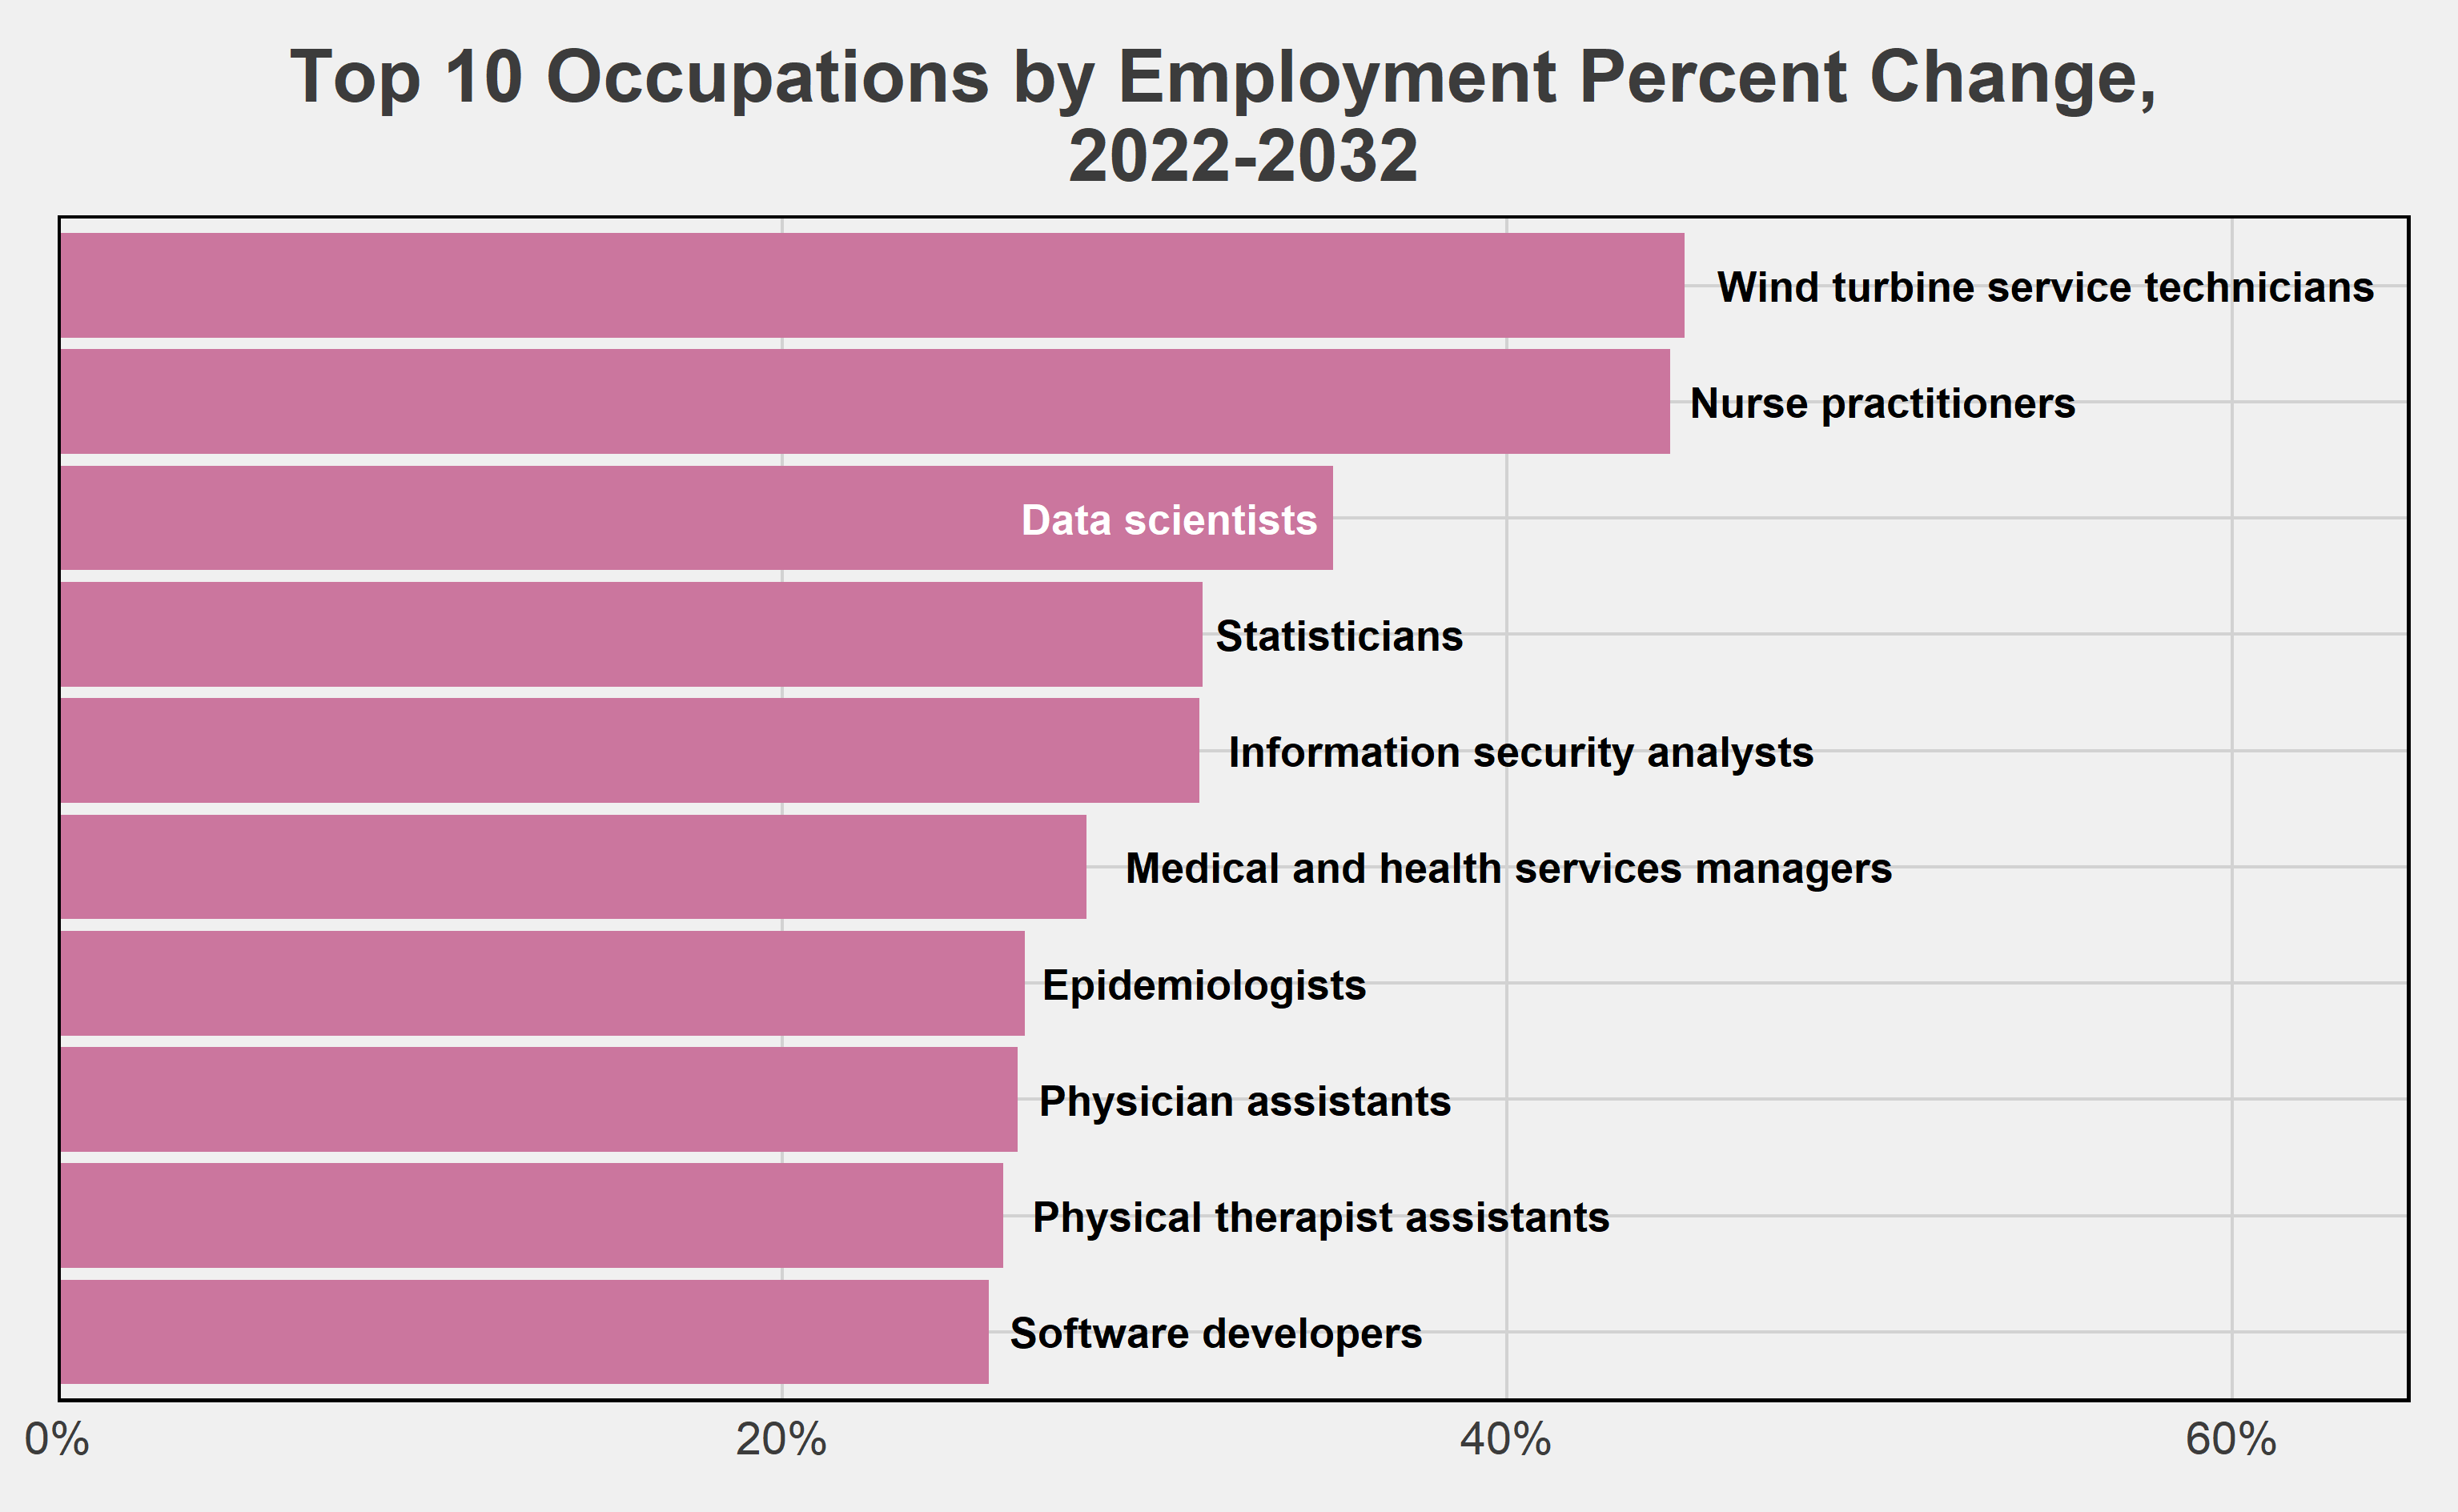 Top 10 Occupations by Employment Percent Change,
2022-2032
Wind turbine service technicians
Nurse practitioners
Data scientists
Statisticians
Information security analysts
Medical and health services managers
Epidemiologists
Physician assistants
Physical therapist assistants
Software developers
0% 20% 40% 60%